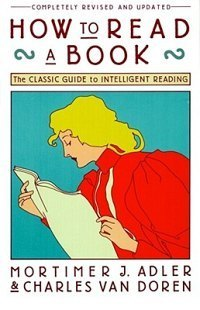 COMPLETELY REVISED AND UPDATED
HOW TO READ
A BOOK
The CLASSIC GUIDE to INTELLIGENT READING
MORTIMER J. ADLER
& CHARLES VAN DOREN